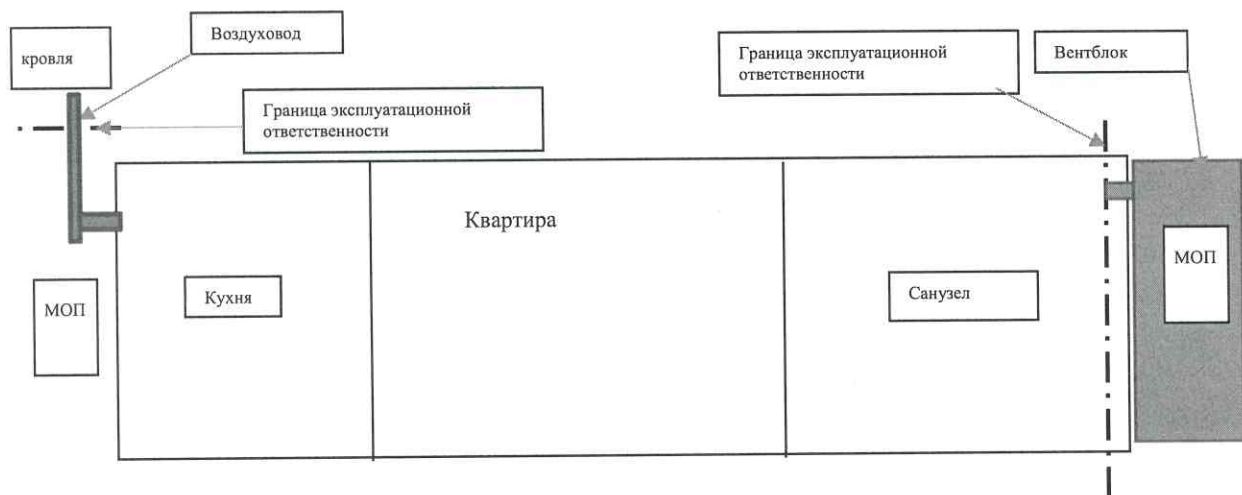 кровля
Воздуховод
Граница эксплуатационной
ответственности
Граница эксплуатационной
ответственности
Вентблок
Квартира
МОП
Кухня
Санузел
МОП